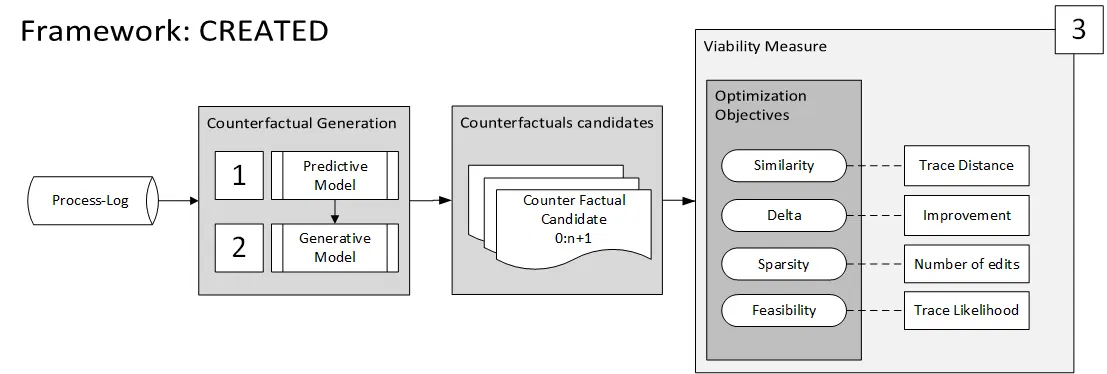 Framework: CREATED
3
Viability Measure
Optimization
Objectives
Counterfactual Generation
Counterfactuals candidates
1
Predictive
Model
Similarity
Trace Distance
Process-Log
Counter Factual
Candidate
0:n+1
Delta
Improvement
2
Generative
Model
Sparsity
Number of edits
Feasibility
Trace Likelihood